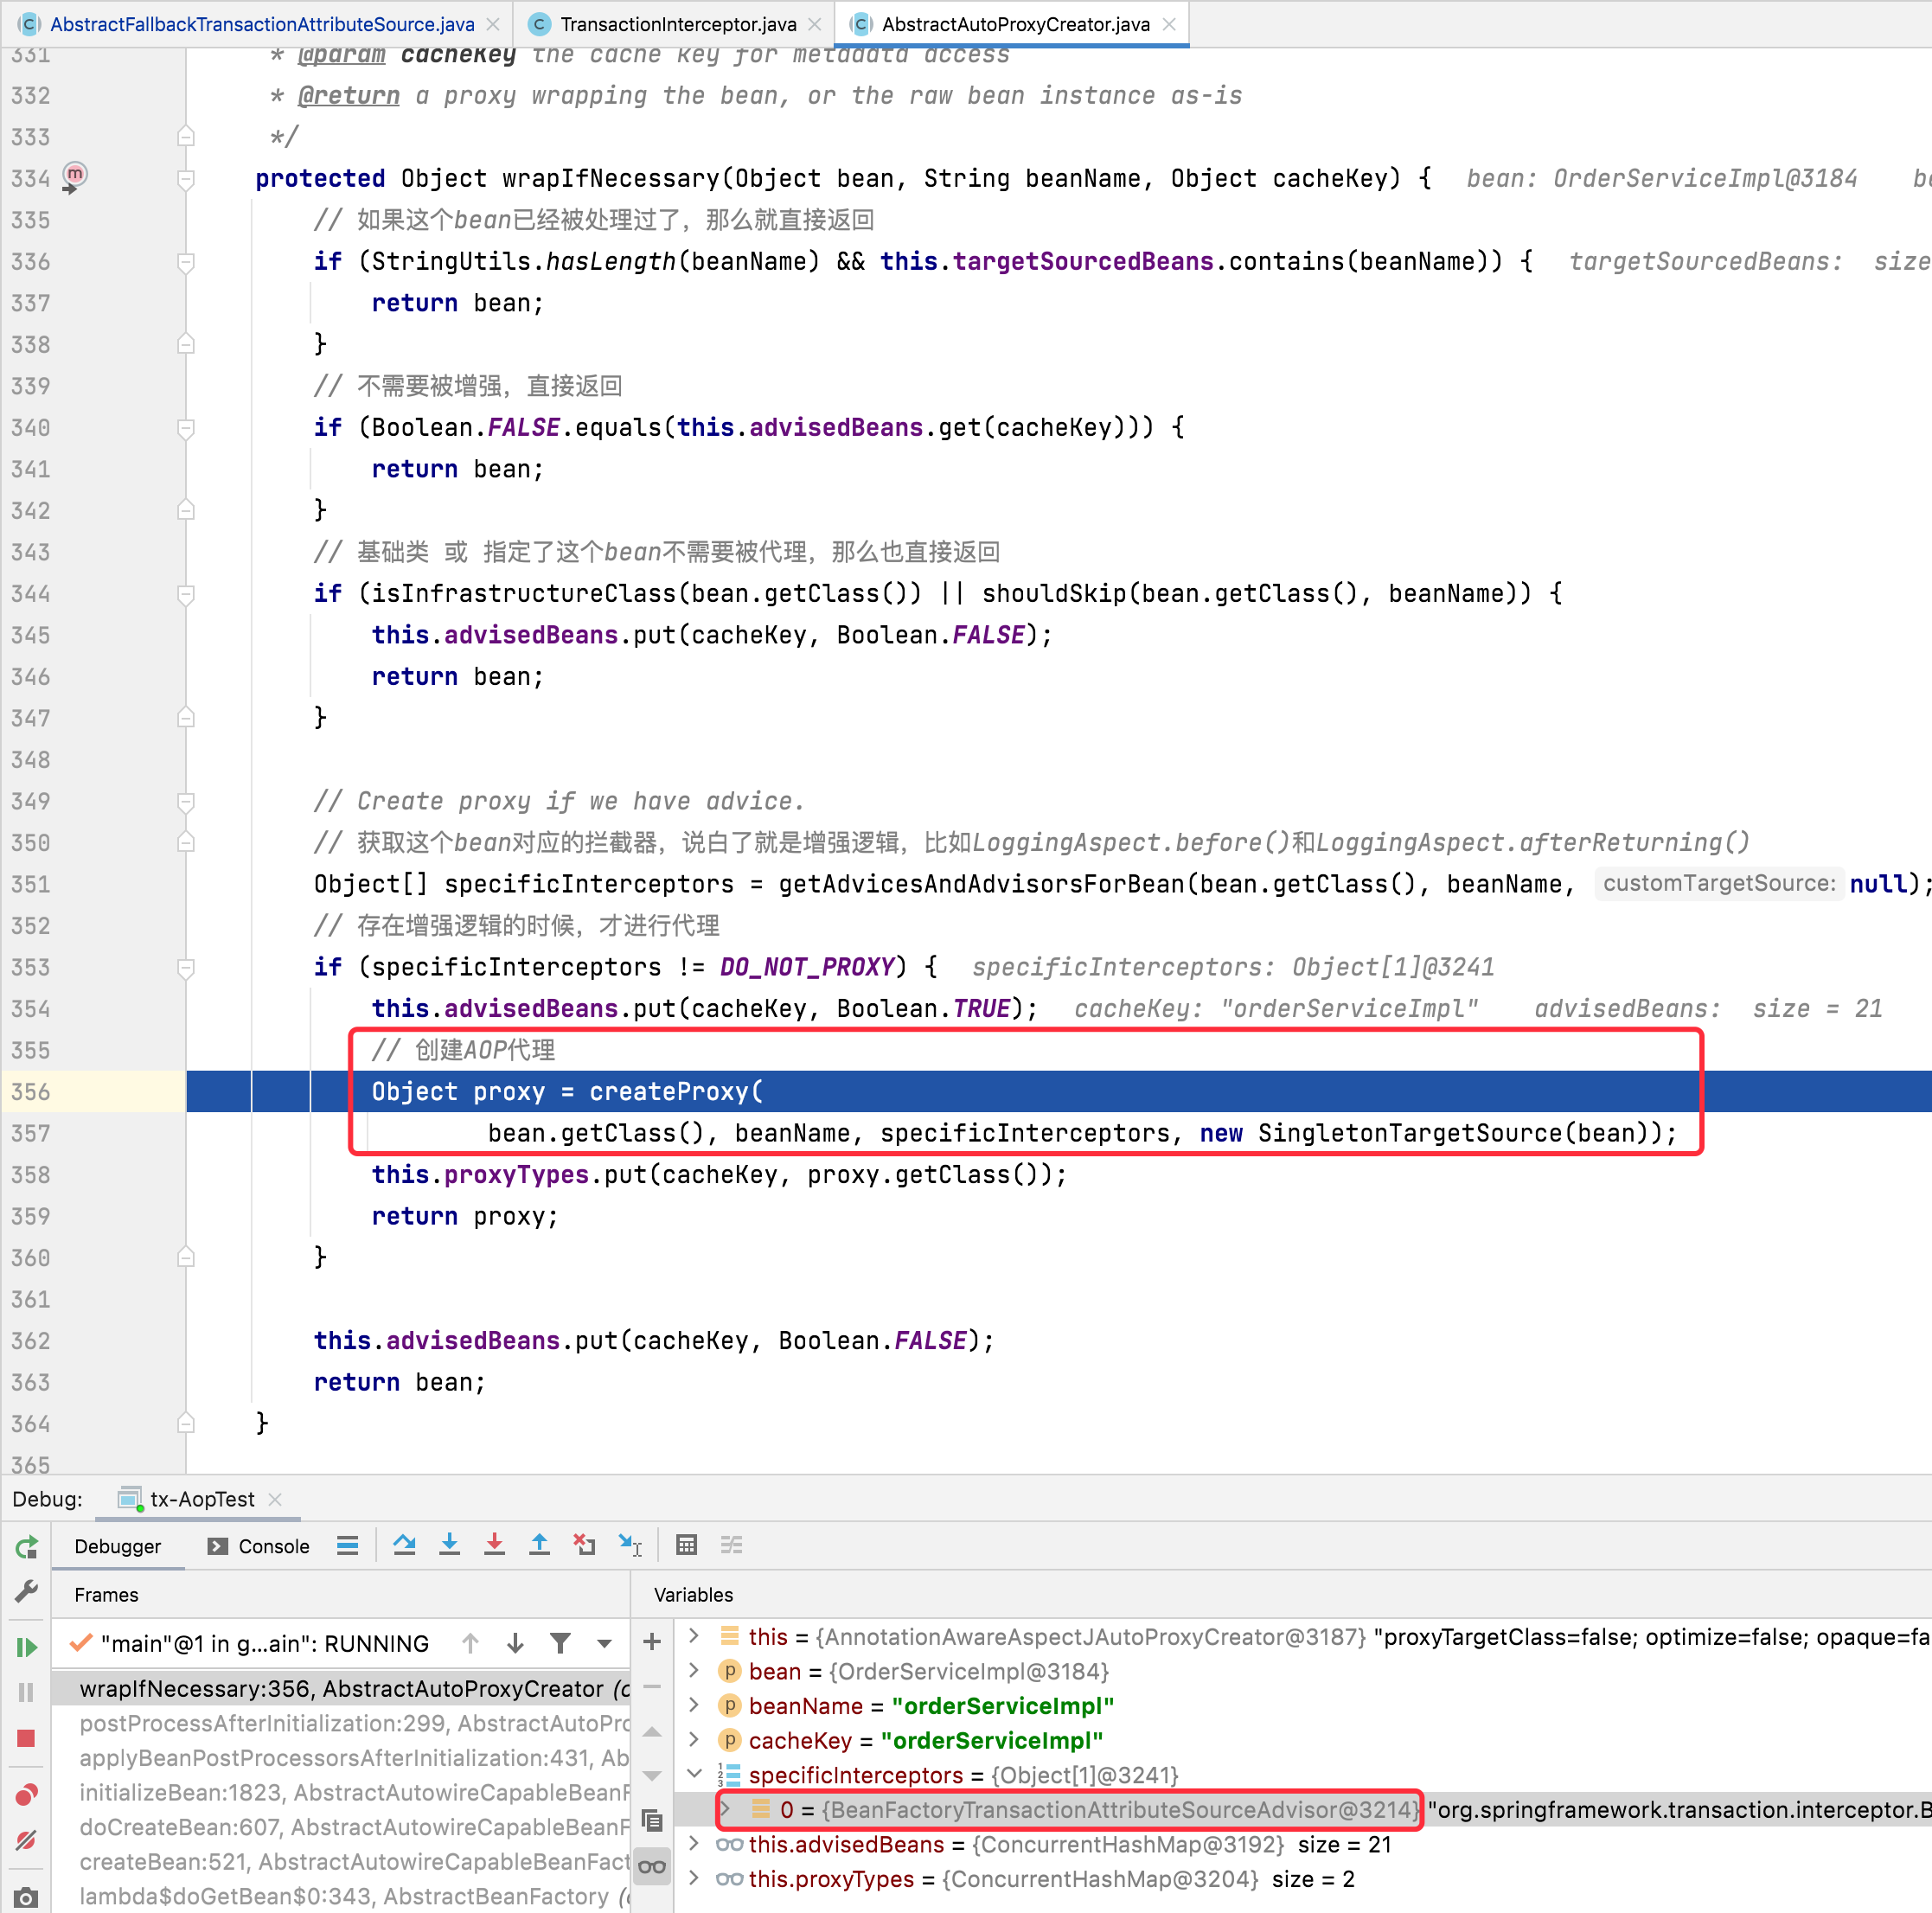 AbstractFallbackTransactionAttributeSource.java
TransactionInterceptor.java
AbstractAutoProxyCreator.java
331 * @param cacheKey the cache key for metadata access
332 * @return a proxy wrapping the bean, or the raw bean instance as-is
333 */
334 protected Object wrapIfNecessary(Object bean, String beanName, Object cacheKey) { bean: OrderServiceImpl@3184
335 // 如果这个bean已经被处理过了，那么就直接返回
336 if (StringUtils.hasLength(beanName) && this.targetSourcedBeans.contains(beanName)) { targetSourcedBeans: size
337 return bean;
338 }
339 // 不需要被增强，直接返回
340 if (Boolean.FALSE.equals(this.advisedBeans.get(cacheKey))) {
341 return bean;
342 }
343 // 基础类 或 指定了这个bean不需要被代理，那么也直接返回
344 if (isInfrastructureClass(bean.getClass()) || shouldSkip(bean.getClass(), beanName)) {
345 this.advisedBeans.put(cacheKey, Boolean.FALSE);
346 return bean;
347 }
348
349 // Create proxy if we have advice.
350 // 获取这个bean对应的拦截器，说白了就是增强逻辑，比如LoggingAspect.before()和LoggingAspect.afterReturning()
351 Object[] specificInterceptors = getAdvicesAndAdvisorsForBean(bean.getClass(), beanName, customTargetSource: null);
352 // 存在增强逻辑的时候，才进行代理
353 if (specificInterceptors != DO_NOT_PROXY) { specificInterceptors: Object[1]@3241
354 this.advisedBeans.put(cacheKey, Boolean.TRUE); cacheKey: "orderServiceImpl" advisedBeans: size = 21
355 // 创建AOP代理
356 Object proxy = createProxy(
357 bean.getClass(), beanName, specificInterceptors, new SingletonTargetSource(bean));
358 this.proxyTypes.put(cacheKey, proxy.getClass());
359 return proxy;
360 }
361
362 this.advisedBeans.put(cacheKey, Boolean.FALSE);
363 return bean;
364 }
365
Debug: tx-AopTest
Debugger Console
Frames
Variables
"main"@1 in g...ain": RUNNING
wrapIfNecessary:356, AbstractAutoProxyCreator (o
postProcessAfterInitialization:299, AbstractAutoPro
applyBeanPostProcessorsAfterInitialization:431, Ab
initializeBean:1823, AbstractAutowireCapableBeanF
doCreateBean:607, AbstractAutowireCapableBeanF
createBean:521, AbstractAutowireCapableBeanFact
lambda$doGetBean$0:343, AbstractBeanFactory (o
this = {AnnotationAwareAspectJAutoProxyCreator@3187} "proxyTargetClass=false; optimize=false; opaque=fa
bean = {OrderServiceImpl@3184}
beanName = "orderServiceImpl"
cacheKey = "orderServiceImpl"
specificInterceptors = {Object[1]@3241}
0 = {BeanFactoryTransactionAttributeSourceAdvisor@3214} "org.springframework.transaction.interceptor.B
this.advisedBeans = {ConcurrentHashMap@3192} size = 21
this.proxyTypes = {ConcurrentHashMap@3204} size = 2